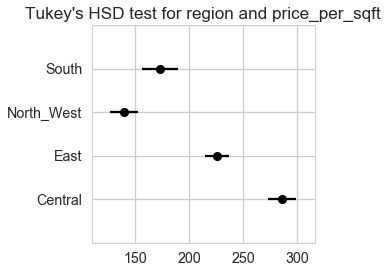 Tukey's HSD test for region and price_per_sqft
South
North_West
East
Central
150 200 250 300